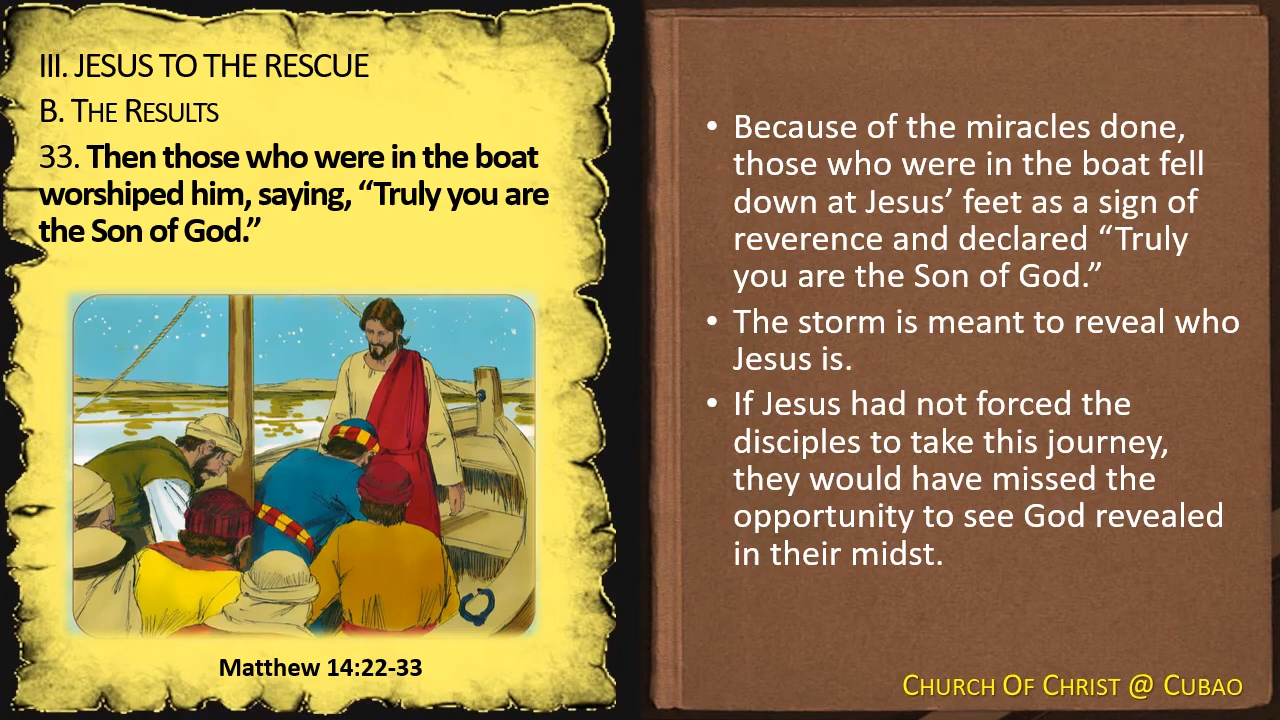 III. JESUS TO THE RESCUE
B. THE RESULTS
33. Then those who were in the boat
worshiped him, saying, “Truly you are
the Son of God.”
Matthew 14:22-33
• Because of the miracles done,
those who were in the boat fell
down at Jesus’ feet as a sign of
reverence and declared “Truly
you are the Son of God.”
• The storm is meant to reveal who
Jesus is.
• If Jesus had not forced the
disciples to take this journey,
they would have missed the
opportunity to see God revealed
in their midst.
CHURCH OF CHRIST @ CUBAO